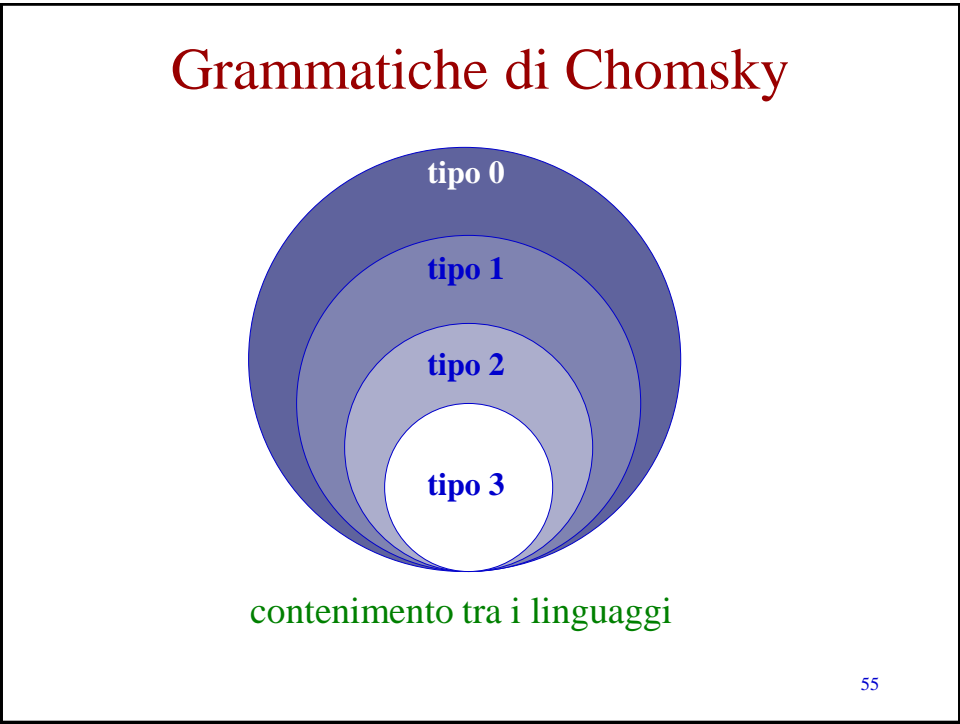 Grammatiche di Chomsky
tipo 0
tipo 1
tipo 2
tipo 3
contenimento tra i linguaggi
55